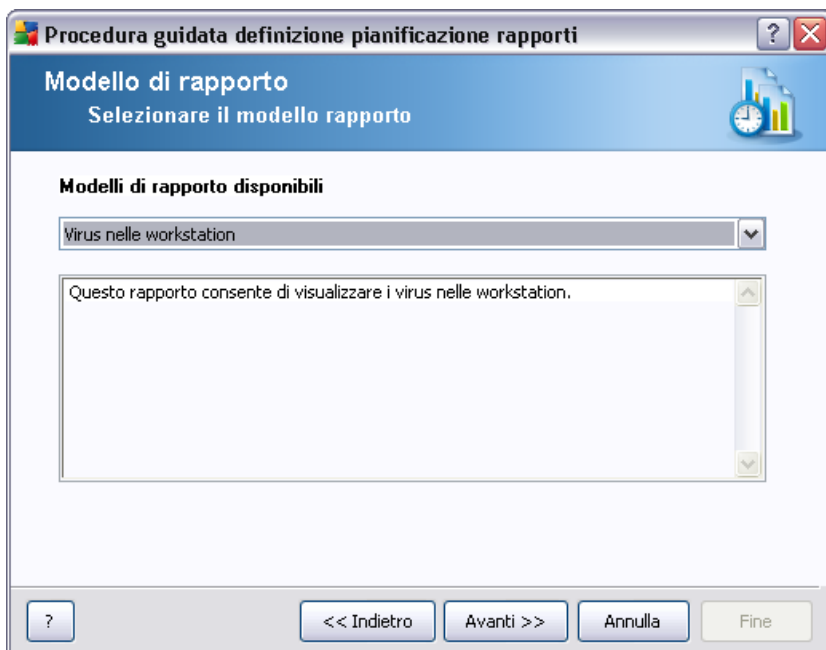 Procedura guidata definizione pianificazione rapporti
Modello di rapporto
Selezionare il modello rapporto
Modelli di rapporto disponibili
Virus nelle workstation
Questo rapporto consente di visualizzare i virus nelle workstation.
? << Indietro Avanti >> Annulla Fine